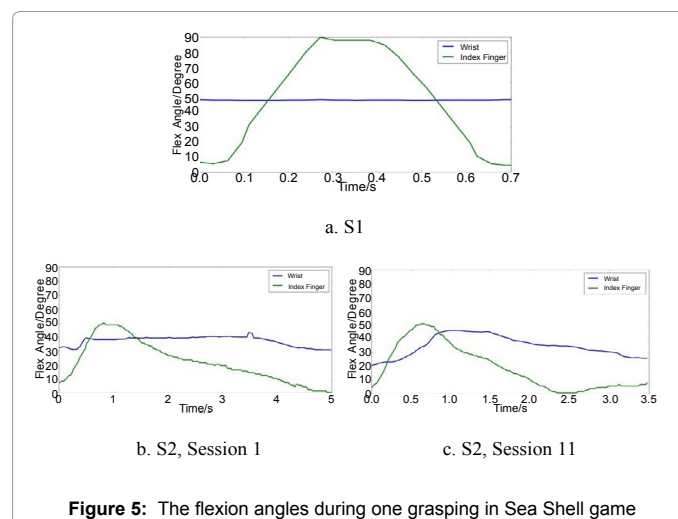 90
80
70
60
50
40
30
20
10
0
Flex Angle/Degree
Wrist
Index Finger
0.0 0.1 0.2 0.3 0.4 0.5 0.6 0.7
Time/s
a. S1
90
80
70
60
50
40
30
20
10
0
Flex Angle/Degree
Wrist
Index Finger
0 1 2 3 4 5
Time/s
b. S2, Session 1
90
80
70
60
50
40
30
20
10
0
Flex Angle/Degree
Wrist
Index Finger
0.0 0.5 1.0 1.5 2.0 2.5 3.0 3.5
Time/s
c. S2, Session 11
Figure 5: The flexion angles during one grasping in Sea Shell game